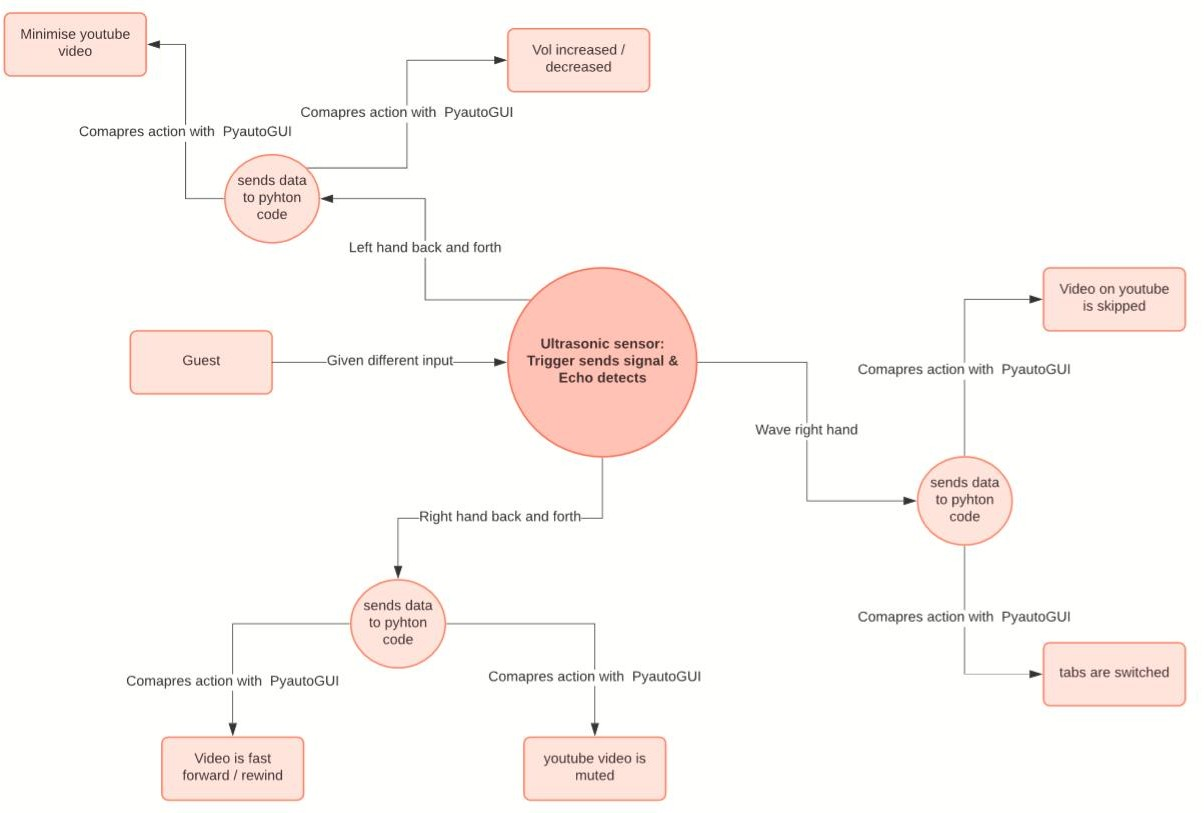 Minimise youtube
video
Vol increased /
decreased
Comapres action with  PyautoGUI
Comapres action with  PyautoGUI
sends data
to pyhton
code
Left hand back and forth
Guest
Given different input
Ultrasonic sensor:
Trigger sends signal &
Echo detects
Video on youtube
is skipped
Comapres action with  PyautoGUI
Wave right hand
sends data
to pyhton
code
Right hand back and forth
sends data
to pyhton
code
Comapres action with  PyautoGUI
tabs are switched
Comapres action with  PyautoGUI
Comapres action with  PyautoGUI
Video is fast
forward / rewind
youtube video is
muted